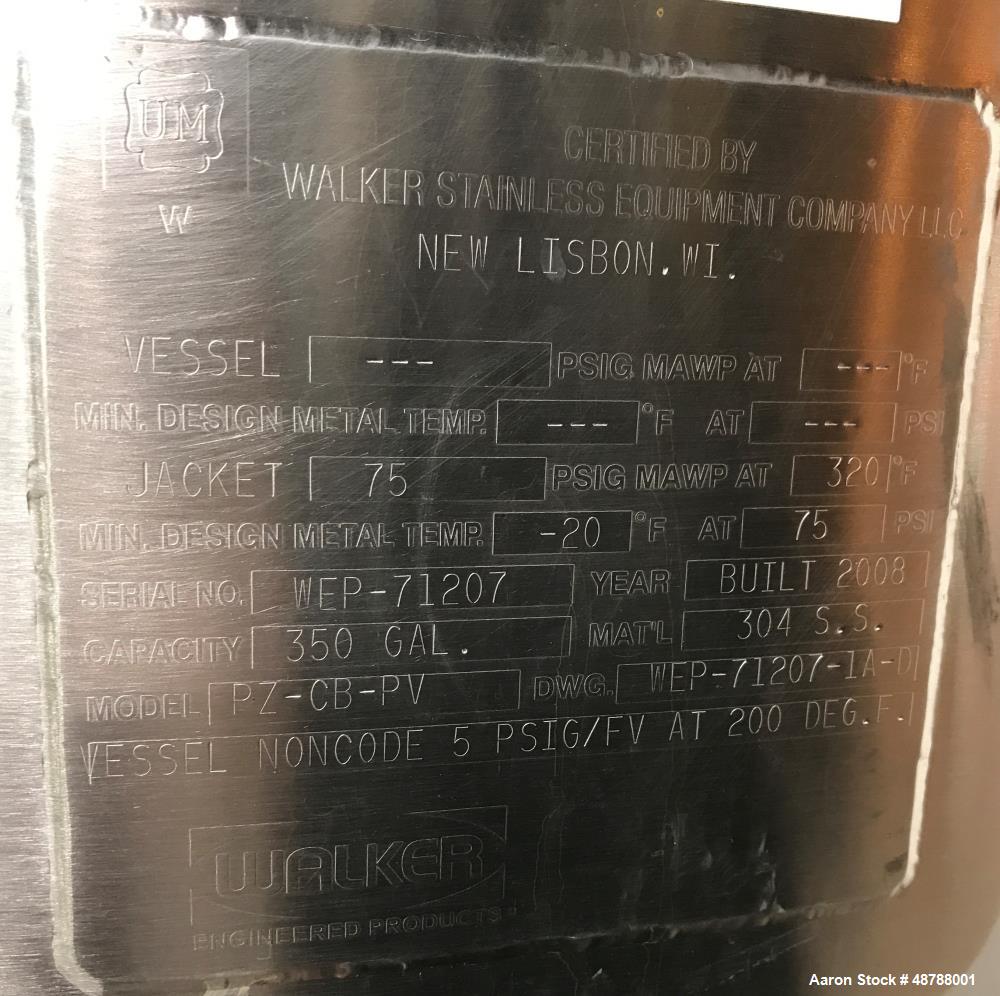 UM
W
CERTIFIED BY
WALKER STAINLESS EQUIPMENT COMPANY LLC
NEW LISBON.WI.
VESSEL --- PSIG MAWP AT --- °F
MIN. DESIGN METAL TEMP. --- °F AT --- PSI
JACKET 75 PSIG MAWP AT 320 °F
MIN. DESIGN METAL TEMP. -20 °F AT 75 PSI
SERIAL NO. WEP-71207 YEAR BUILT 2008
CAPACITY 350 GAL. MAT'L 304 S.S.
MODEL PZ-CB-PV DWG. WEP-71207-1A-D
VESSEL NONCODE 5 PSIG/FV AT 200 DEG.F.
WALKER
ENGINEERED PRODUCTS
Aaron Stock # 48788001